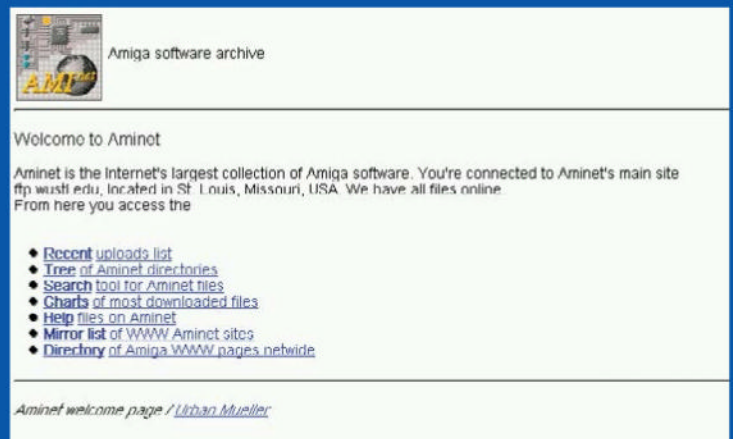 AMInet
Amiga software archive
Welcome to Aminet
Aminet is the Internet's largest collection of Amiga software. You're connected to Aminet's main site
ftp.wustl.edu, located in St. Louis, Missouri, USA. We have all files online.
From here you access the
Recent uploads list
Tree of Aminet directories
Search tool for Aminet files
Charts of most downloaded files
Help files on Aminet
Mirror list of WWW Aminet sites
Directory of Amiga WWW pages netwide
Aminet welcome page / Urban Mueller